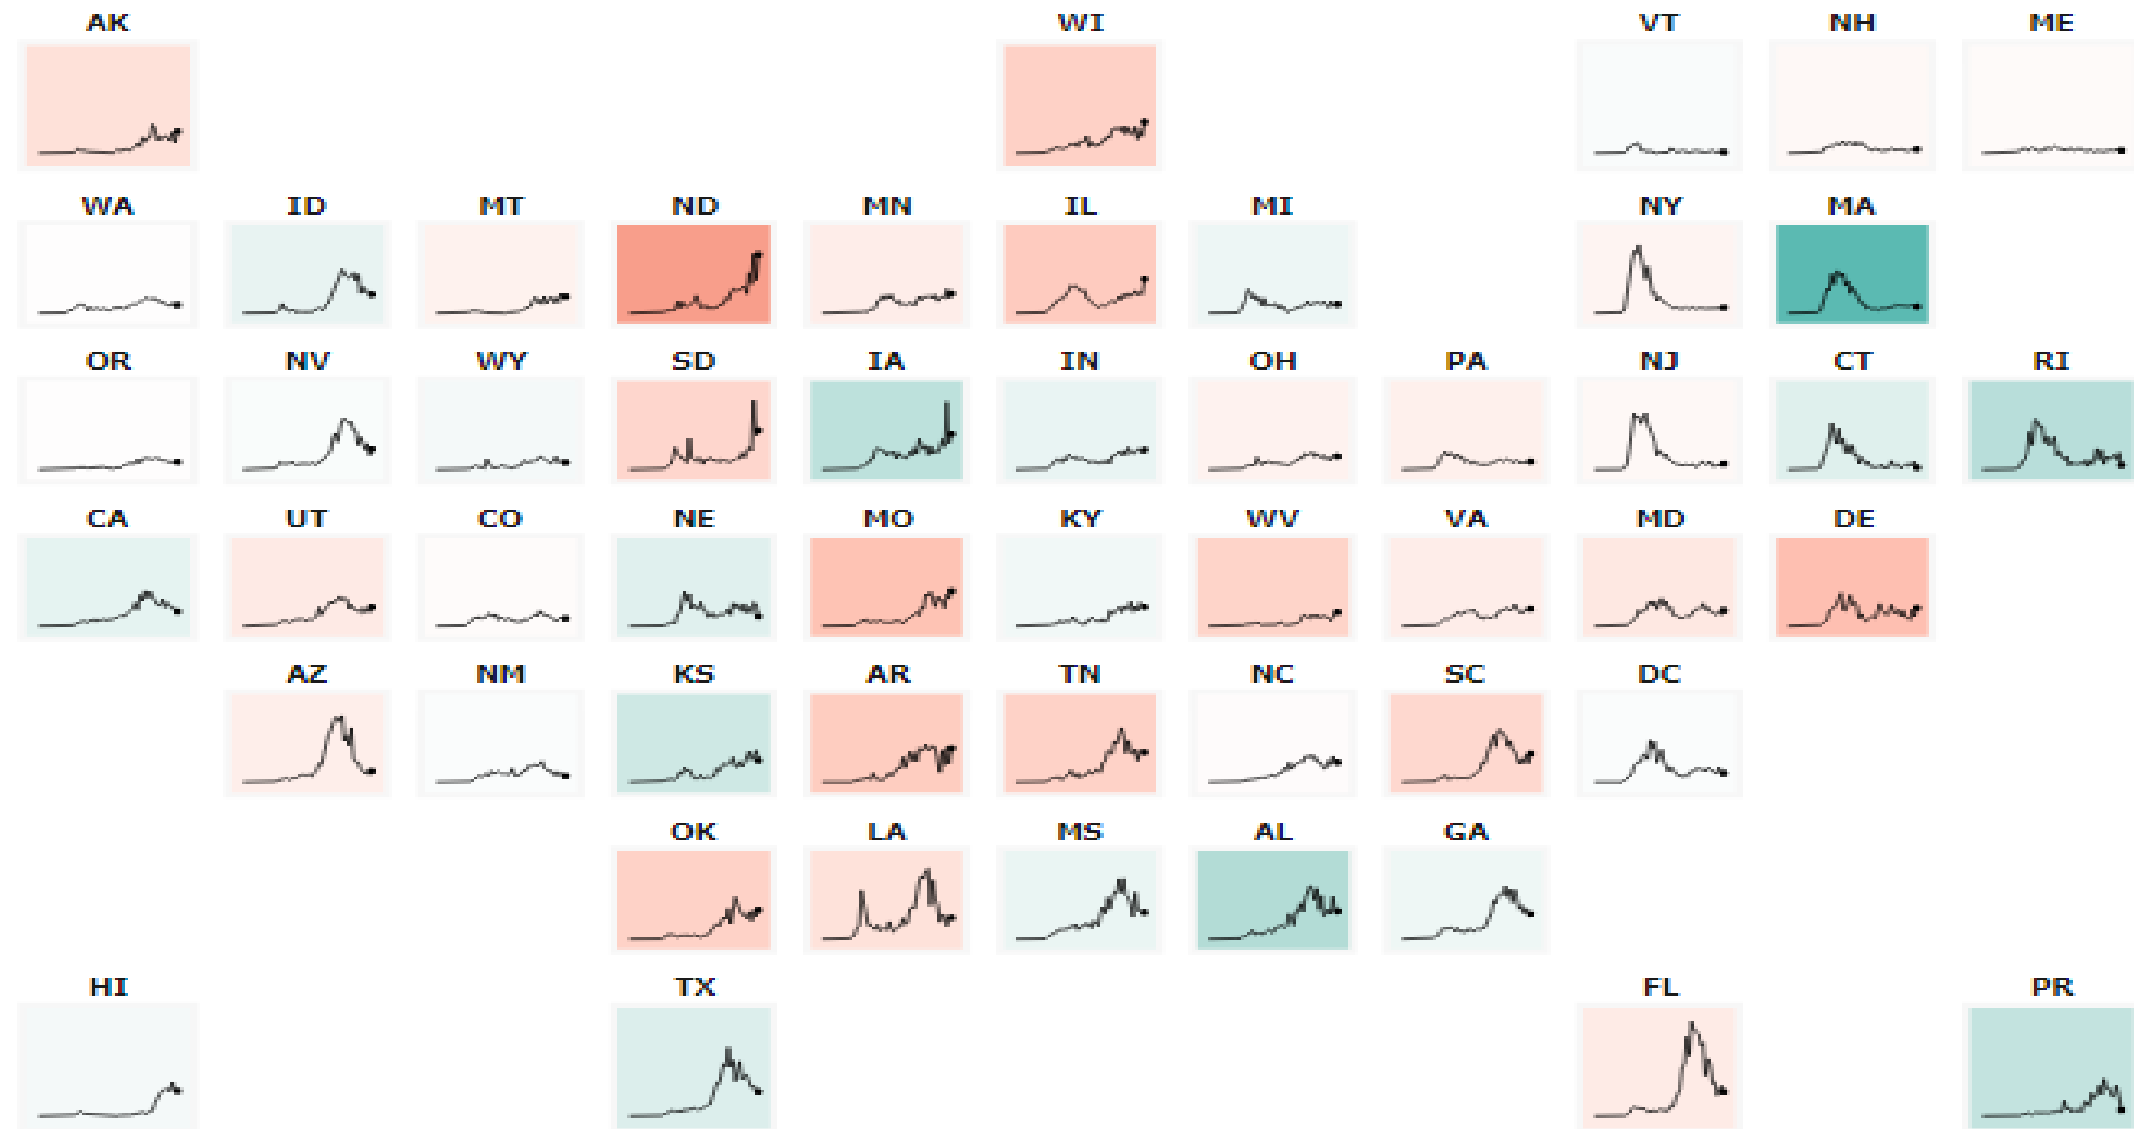 AK WI VT NH ME
WA ID MT ND MN IL MI NY MA
OR NV WY SD IA IN OH PA NJ CT RI
CA UT CO NE MO KY WV VA MD DE
AZ NM KS AR TN NC SC DC
OK LA MS AL GA
HI TX FL PR